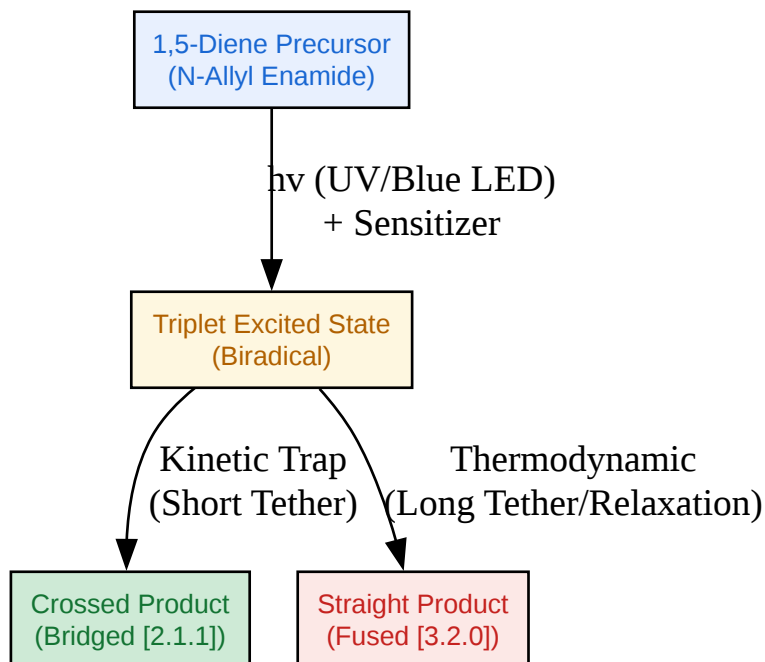 1,5-Diene Precursor
(N-Allyl Enamide)
hv (UV/Blue LED)
+ Sensitizer
Triplet Excited State
(Biradical)
Kinetic Trap
(Short Tether)
Thermodynamic
(Long Tether/Relaxation)
Crossed Product
(Bridged [2.1.1])
Straight Product
(Fused [3.2.0])